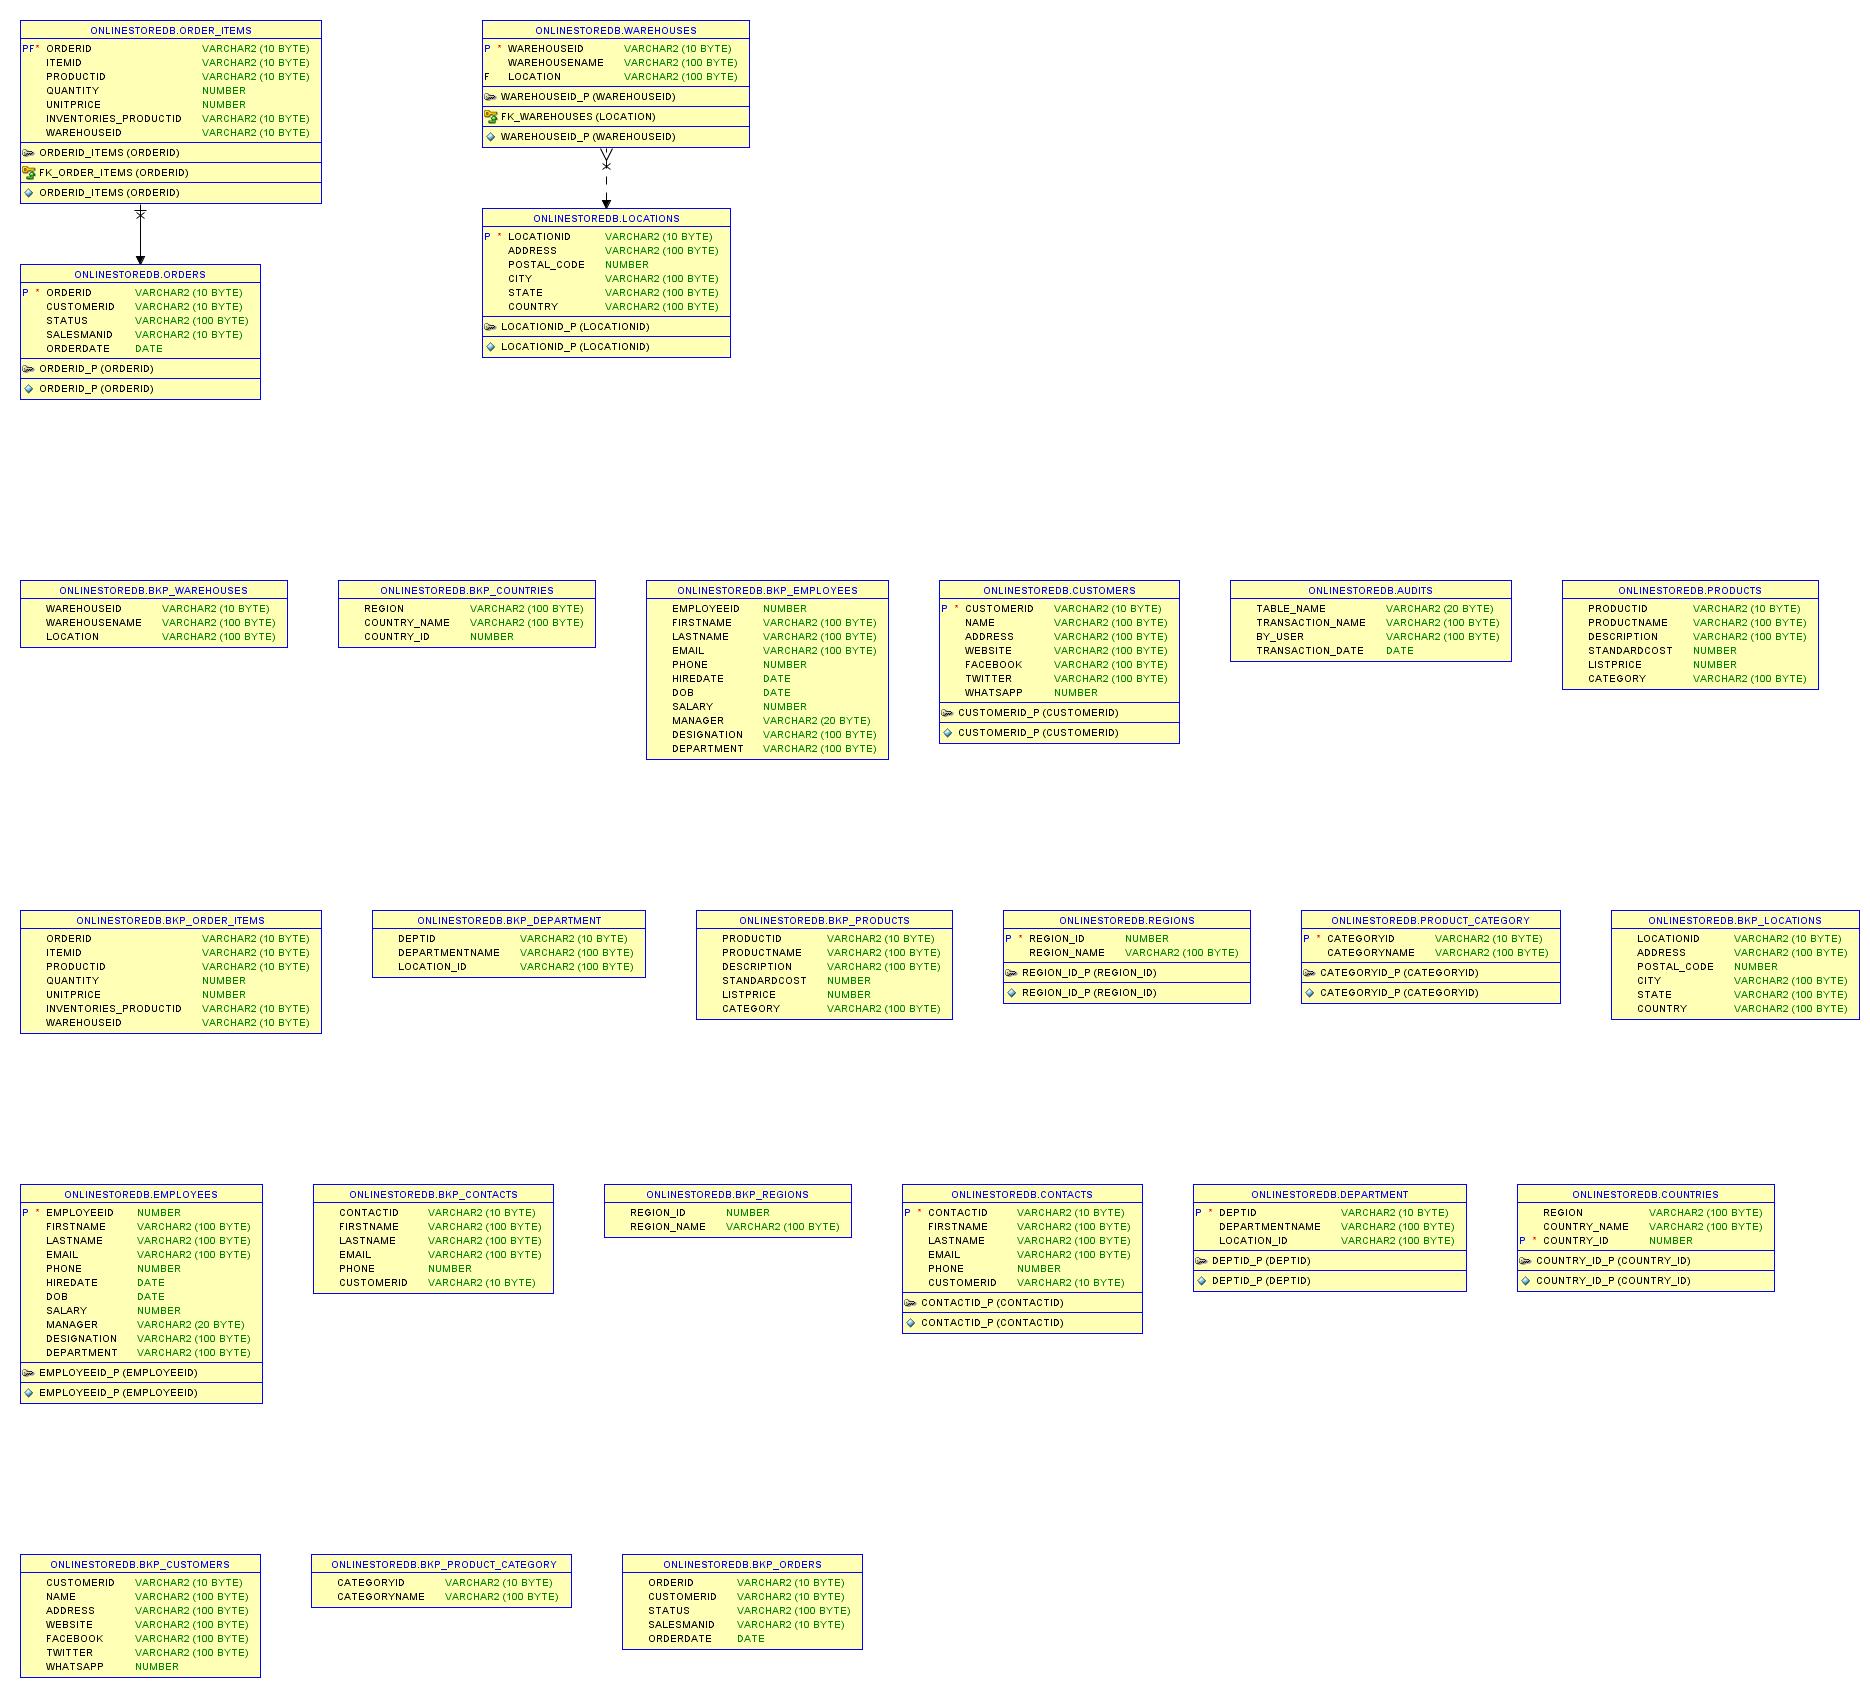 ONLINESTOREDB.ORDER_ITEMS
PF* ORDERID VARCHAR2 (10 BYTE)
ITEMID VARCHAR2 (10 BYTE)
PRODUCTID VARCHAR2 (10 BYTE)
QUANTITY NUMBER
UNITPRICE NUMBER
INVENTORIES_PRODUCTID VARCHAR2 (10 BYTE)
WAREHOUSEID VARCHAR2 (10 BYTE)
ORDERID_ITEMS (ORDERID)
FK_ORDER_ITEMS (ORDERID)
ORDERID_ITEMS (ORDERID)
ONLINESTOREDB.WAREHOUSES
P * WAREHOUSEID VARCHAR2 (10 BYTE)
WAREHOUSENAME VARCHAR2 (100 BYTE)
F LOCATION VARCHAR2 (100 BYTE)
WAREHOUSEID_P (WAREHOUSEID)
FK_WAREHOUSES (LOCATION)
WAREHOUSEID_P (WAREHOUSEID)
ONLINESTOREDB.ORDERS
P * ORDERID VARCHAR2 (10 BYTE)
CUSTOMERID VARCHAR2 (10 BYTE)
STATUS VARCHAR2 (100 BYTE)
SALESMANID VARCHAR2 (10 BYTE)
ORDERDATE DATE
ORDERID_P (ORDERID)
ORDERID_P (ORDERID)
ONLINESTOREDB.LOCATIONS
P * LOCATIONID VARCHAR2 (10 BYTE)
ADDRESS VARCHAR2 (100 BYTE)
POSTAL_CODE NUMBER
CITY VARCHAR2 (100 BYTE)
STATE VARCHAR2 (100 BYTE)
COUNTRY VARCHAR2 (100 BYTE)
LOCATIONID_P (LOCATIONID)
LOCATIONID_P (LOCATIONID)
ONLINESTOREDB.BKP_WAREHOUSES
WAREHOUSEID VARCHAR2 (10 BYTE)
WAREHOUSENAME VARCHAR2 (100 BYTE)
LOCATION VARCHAR2 (100 BYTE)
ONLINESTOREDB.BKP_COUNTRIES
REGION VARCHAR2 (100 BYTE)
COUNTRY_NAME VARCHAR2 (100 BYTE)
COUNTRY_ID NUMBER
ONLINESTOREDB.BKP_EMPLOYEES
EMPLOYEEID NUMBER
FIRSTNAME VARCHAR2 (100 BYTE)
LASTNAME VARCHAR2 (100 BYTE)
EMAIL VARCHAR2 (100 BYTE)
PHONE NUMBER
HIREDATE DATE
DOB DATE
SALARY NUMBER
MANAGER VARCHAR2 (20 BYTE)
DESIGNATION VARCHAR2 (100 BYTE)
DEPARTMENT VARCHAR2 (100 BYTE)
ONLINESTOREDB.CUSTOMERS
P * CUSTOMERID VARCHAR2 (10 BYTE)
NAME VARCHAR2 (100 BYTE)
ADDRESS VARCHAR2 (100 BYTE)
WEBSITE VARCHAR2 (100 BYTE)
FACEBOOK VARCHAR2 (100 BYTE)
TWITTER VARCHAR2 (100 BYTE)
WHATSAPP NUMBER
CUSTOMERID_P (CUSTOMERID)
CUSTOMERID_P (CUSTOMERID)
ONLINESTOREDB.AUDITS
TABLE_NAME VARCHAR2 (20 BYTE)
TRANSACTION_NAME VARCHAR2 (100 BYTE)
BY_USER VARCHAR2 (100 BYTE)
TRANSACTION_DATE DATE
ONLINESTOREDB.PRODUCTS
PRODUCTID VARCHAR2 (10 BYTE)
PRODUCTNAME VARCHAR2 (100 BYTE)
DESCRIPTION VARCHAR2 (100 BYTE)
STANDARDCOST NUMBER
LISTPRICE NUMBER
CATEGORY VARCHAR2 (100 BYTE)
ONLINESTOREDB.BKP_ORDER_ITEMS
ORDERID VARCHAR2 (10 BYTE)
ITEMID VARCHAR2 (10 BYTE)
PRODUCTID VARCHAR2 (10 BYTE)
QUANTITY NUMBER
UNITPRICE NUMBER
INVENTORIES_PRODUCTID VARCHAR2 (10 BYTE)
WAREHOUSEID VARCHAR2 (10 BYTE)
ONLINESTOREDB.BKP_DEPARTMENT
DEPTID VARCHAR2 (10 BYTE)
DEPARTMENTNAME VARCHAR2 (100 BYTE)
LOCATION_ID VARCHAR2 (100 BYTE)
ONLINESTOREDB.BKP_PRODUCTS
PRODUCTID VARCHAR2 (10 BYTE)
PRODUCTNAME VARCHAR2 (100 BYTE)
DESCRIPTION VARCHAR2 (100 BYTE)
STANDARDCOST NUMBER
LISTPRICE NUMBER
CATEGORY VARCHAR2 (100 BYTE)
ONLINESTOREDB.REGIONS
P * REGION_ID NUMBER
REGION_NAME VARCHAR2 (100 BYTE)
REGION_ID_P (REGION_ID)
REGION_ID_P (REGION_ID)
ONLINESTOREDB.PRODUCT_CATEGORY
P * CATEGORYID VARCHAR2 (10 BYTE)
CATEGORYNAME VARCHAR2 (100 BYTE)
CATEGORYID_P (CATEGORYID)
CATEGORYID_P (CATEGORYID)
ONLINESTOREDB.BKP_LOCATIONS
LOCATIONID VARCHAR2 (10 BYTE)
ADDRESS VARCHAR2 (100 BYTE)
POSTAL_CODE NUMBER
CITY VARCHAR2 (100 BYTE)
STATE VARCHAR2 (100 BYTE)
COUNTRY VARCHAR2 (100 BYTE)
ONLINESTOREDB.EMPLOYEES
P * EMPLOYEEID NUMBER
FIRSTNAME VARCHAR2 (100 BYTE)
LASTNAME VARCHAR2 (100 BYTE)
EMAIL VARCHAR2 (100 BYTE)
PHONE NUMBER
HIREDATE DATE
DOB DATE
SALARY NUMBER
MANAGER VARCHAR2 (20 BYTE)
DESIGNATION VARCHAR2 (100 BYTE)
DEPARTMENT VARCHAR2 (100 BYTE)
EMPLOYEEID_P (EMPLOYEEID)
EMPLOYEEID_P (EMPLOYEEID)
ONLINESTOREDB.BKP_CONTACTS
CONTACTID VARCHAR2 (10 BYTE)
FIRSTNAME VARCHAR2 (100 BYTE)
LASTNAME VARCHAR2 (100 BYTE)
EMAIL VARCHAR2 (100 BYTE)
PHONE NUMBER
CUSTOMERID VARCHAR2 (10 BYTE)
ONLINESTOREDB.BKP_REGIONS
REGION_ID NUMBER
REGION_NAME VARCHAR2 (100 BYTE)
ONLINESTOREDB.CONTACTS
P * CONTACTID VARCHAR2 (10 BYTE)
FIRSTNAME VARCHAR2 (100 BYTE)
LASTNAME VARCHAR2 (100 BYTE)
EMAIL VARCHAR2 (100 BYTE)
PHONE NUMBER
CUSTOMERID VARCHAR2 (10 BYTE)
CONTACTID_P (CONTACTID)
CONTACTID_P (CONTACTID)
ONLINESTOREDB.DEPARTMENT
P * DEPTID VARCHAR2 (10 BYTE)
DEPARTMENTNAME VARCHAR2 (100 BYTE)
LOCATION_ID VARCHAR2 (100 BYTE)
DEPTID_P (DEPTID)
DEPTID_P (DEPTID)
ONLINESTOREDB.COUNTRIES
REGION VARCHAR2 (100 BYTE)
COUNTRY_NAME VARCHAR2 (100 BYTE)
P * COUNTRY_ID NUMBER
COUNTRY_ID_P (COUNTRY_ID)
COUNTRY_ID_P (COUNTRY_ID)
ONLINESTOREDB.BKP_CUSTOMERS
CUSTOMERID VARCHAR2 (10 BYTE)
NAME VARCHAR2 (100 BYTE)
ADDRESS VARCHAR2 (100 BYTE)
WEBSITE VARCHAR2 (100 BYTE)
FACEBOOK VARCHAR2 (100 BYTE)
TWITTER VARCHAR2 (100 BYTE)
WHATSAPP NUMBER
ONLINESTOREDB.BKP_PRODUCT_CATEGORY
CATEGORYID VARCHAR2 (10 BYTE)
CATEGORYNAME VARCHAR2 (100 BYTE)
ONLINESTOREDB.BKP_ORDERS
ORDERID VARCHAR2 (10 BYTE)
CUSTOMERID VARCHAR2 (10 BYTE)
STATUS VARCHAR2 (100 BYTE)
SALESMANID VARCHAR2 (10 BYTE)
ORDERDATE DATE